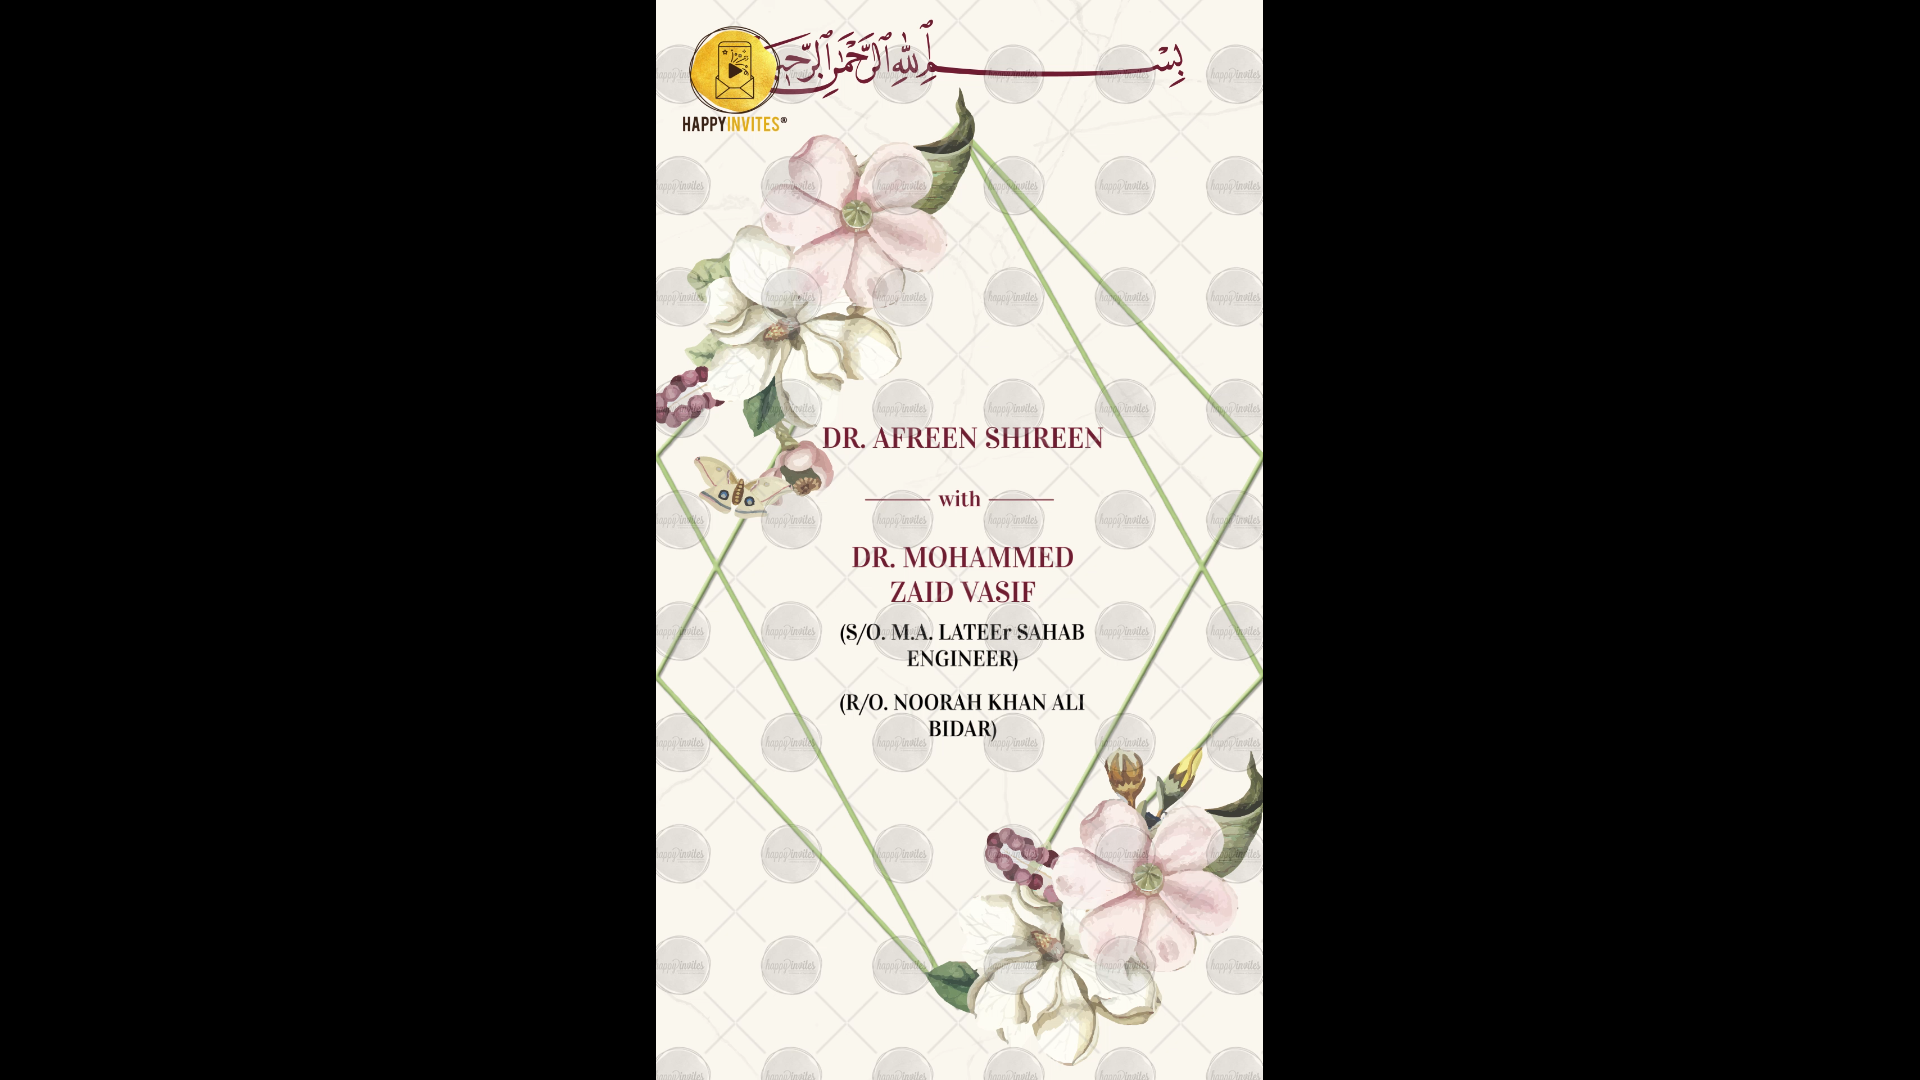 بِسْمِ ٱللَّهِ ٱلرَّحْمَٰنِ ٱلرَّحِيمِ
HAPPYINVITES®
DR. AFREEN SHIREEN
with
DR. MOHAMMED
ZAID VASIF
(S/O. M.A. LATEEr SAHAB
ENGINEER)
(R/O. NOORAH KHAN ALI
BIDAR)